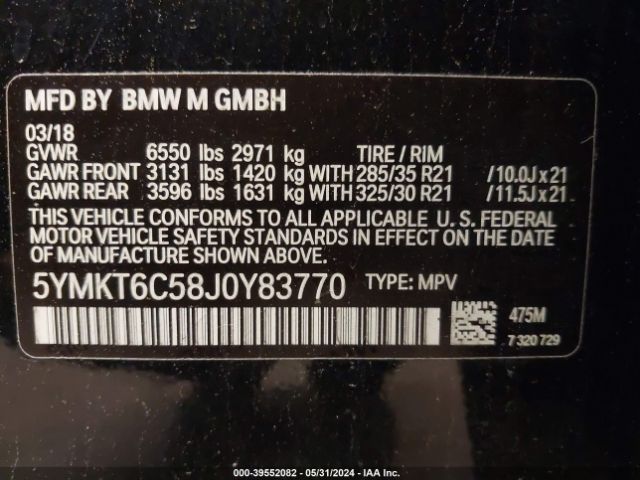 MFD BY BMW M GMBH
03/18
GVWR 6550 lbs 2971 kg TIRE / RIM
GAWR FRONT 3131 lbs 1420 kg WITH 285/35 R21 /10.0J x 21
GAWR REAR 3596 lbs 1631 kg WITH 325/30 R21 /11.5J x 21
THIS VEHICLE CONFORMS TO ALL APPLICABLE U. S. FEDERAL
MOTOR VEHICLE SAFETY STANDARDS IN EFFECT ON THE DATE
OF MANUFACTURE SHOWN ABOVE.
5YMKT6C58J0Y83770 TYPE: MPV
475M
7 320 729
000-39552082 - 05/31/2024 - IAA Inc.